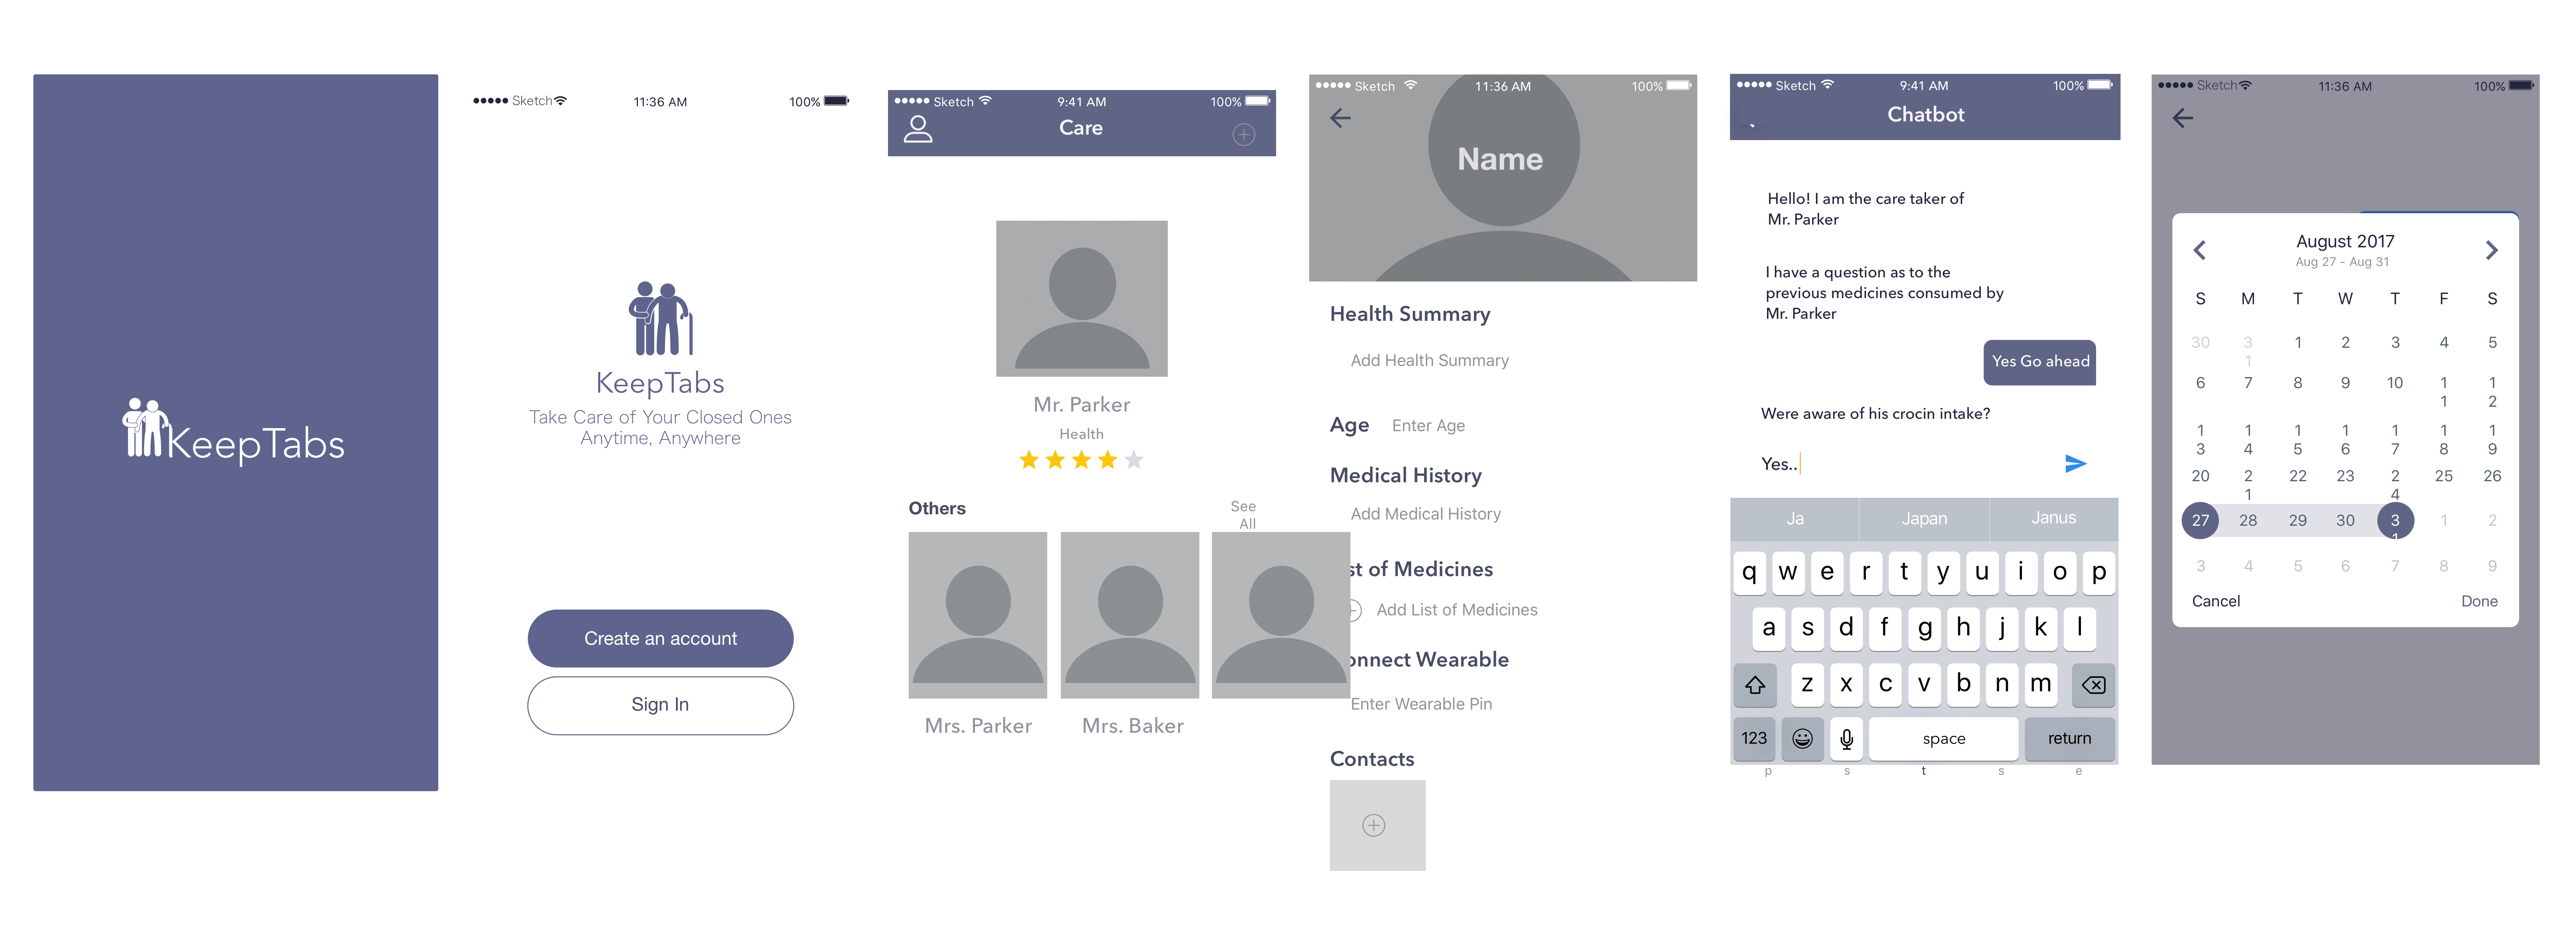 KeepTabs
Sketch 11:36 AM 100%
KeepTabs
Take Care of Your Closed Ones
Anytime, Anywhere
Create an account
Sign In
Sketch 9:41 AM 100%
Care
Mr. Parker
Health
Others
See
All
Mrs. Parker
Mrs. Baker
Sketch 11:36 AM 100%
Name
Health Summary
Add Health Summary
Age Enter Age
Medical History
Add Medical History
st of Medicines
Add List of Medicines
onnect Wearable
Enter Wearable Pin
Contacts
Sketch 9:41 AM 100%
Chatbot
Hello! I am the care taker of
Mr. Parker
I have a question as to the
previous medicines consumed by
Mr. Parker
Yes Go ahead
Were aware of his crocin intake?
Yes..
Ja Japan Janus
q w e r t y u i o p
a s d f g h j k l
z x c v b n m
123 space return
p s t s e
Sketch 11:36 AM 100%
August 2017
Aug 27 - Aug 31
S M T W T F S
30 31 1 2 3 4 5
6 7 8 9 10 11 12
13 14 15 16 17 18 19
20 21 22 23 24 25 26
27 28 29 30 31 1 2
3 4 5 6 7 8 9
Cancel Done